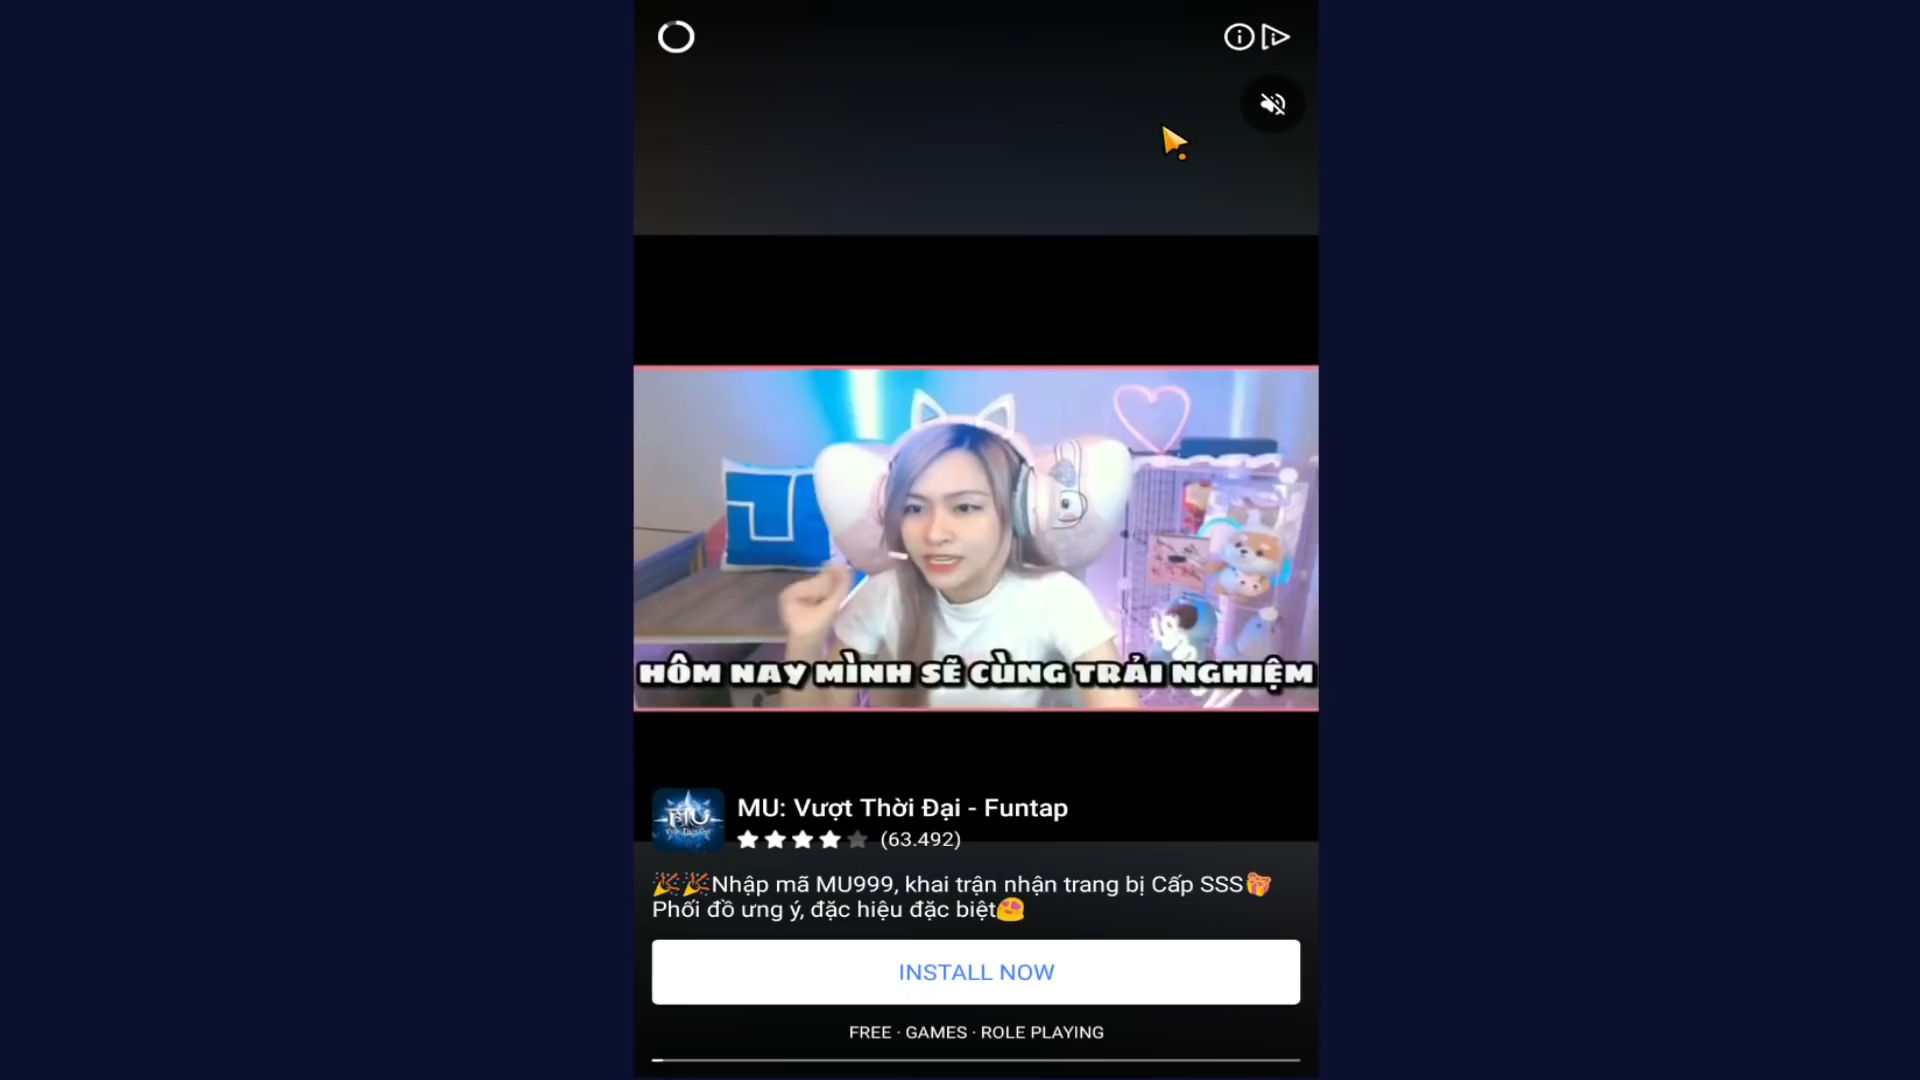 HÔM NAY MÌNH SẼ CÙNG TRẢI NGHIỆM
MU
MU: Vượt Thời Đại - Funtap
(63.492)
🎉🎉Nhập mã MU999, khai trận nhận trang bị Cấp SSS🎁
Phối đồ ưng ý, đặc hiệu đặc biệt😍
INSTALL NOW
FREE · GAMES · ROLE PLAYING